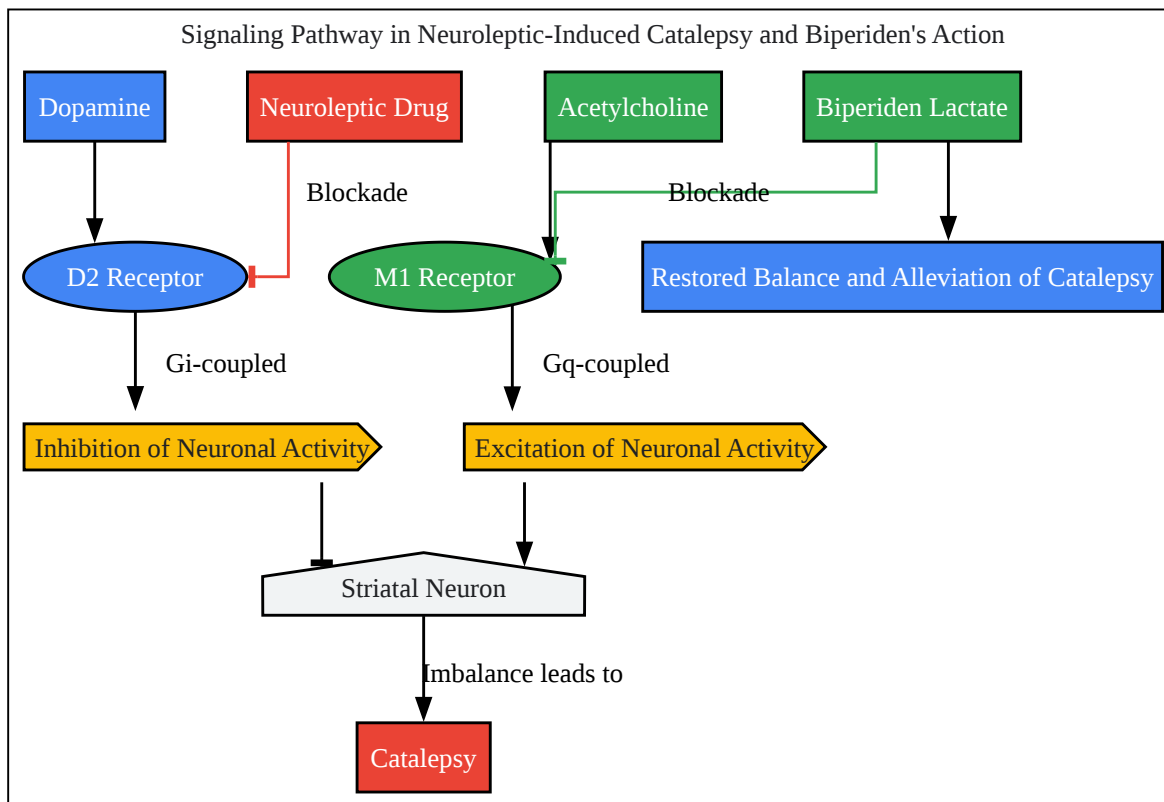 Signaling Pathway in Neuroleptic-Induced Catalepsy and Biperiden's Action
Dopamine
Neuroleptic Drug
Acetylcholine
Biperiden Lactate
Blockade
Blockade
D2 Receptor
M1 Receptor
Restored Balance and Alleviation of Catalepsy
Gi-coupled
Gq-coupled
Inhibition of Neuronal Activity
Excitation of Neuronal Activity
Striatal Neuron
Imbalance leads to
Catalepsy